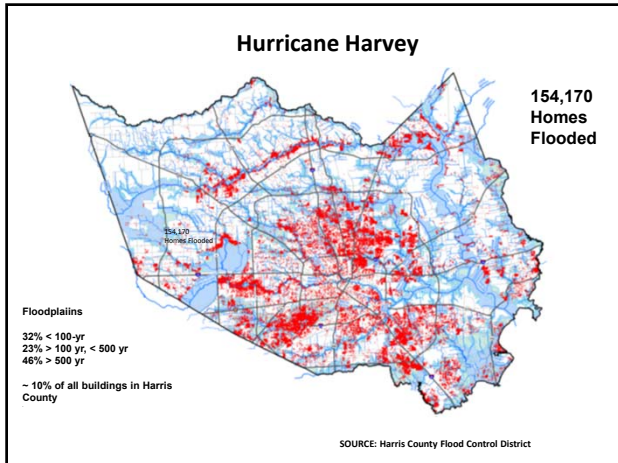 Hurricane Harvey
154,170
Homes
Flooded
154,170
Homes Flooded
Floodplaiins
32% < 100-yr
23% > 100 yr, < 500 yr
46% > 500 yr
~ 10% of all buildings in Harris
County
SOURCE: Harris County Flood Control District